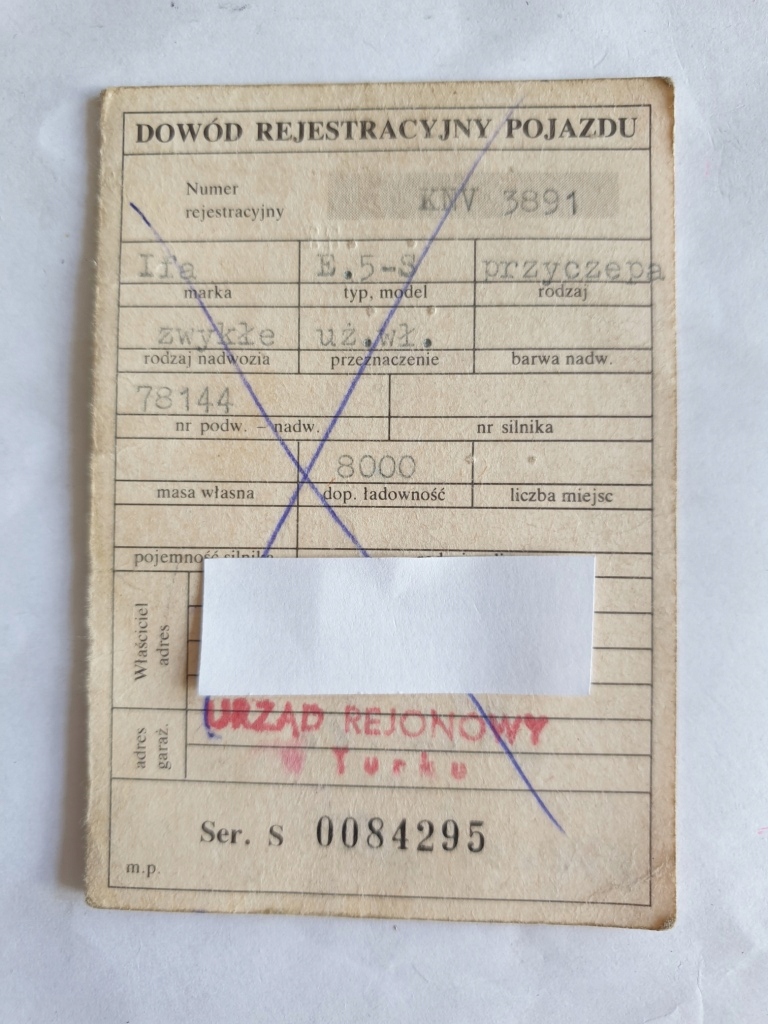 DOWÓD REJESTRACYJNY POJAZDU
Numer
rejestracyjny
KNV 3891
Ifa E.5-S przyczepa
marka typ, model rodzaj
zwykłe uż.wł.
rodzaj nadwozia przeznaczenie barwa nadw.
78144
nr podw. – nadw. nr silnika
8000
masa własna dop. ładowność liczba miejsc
pojemność silnika
Właściciel
adres
adres
garaż.
URZĄD REJONOWY
w Turku
Ser. S 0084295
m.p.